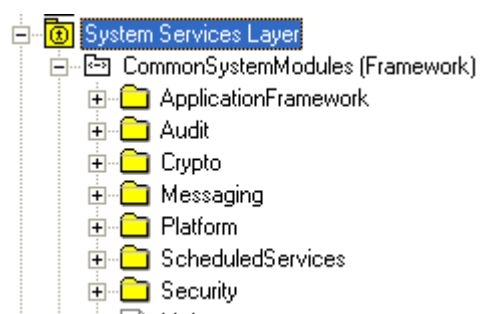 System Services Layer
CommonSystemModules (Framework)
ApplicationFramework
Audit
Crypto
Messaging
Platform
ScheduledServices
Security